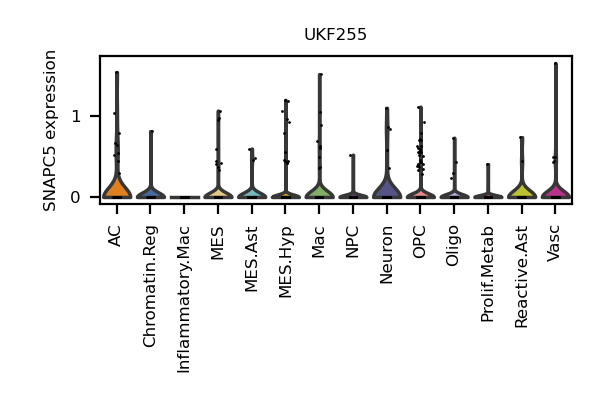 UKF255
SNAPC5 expression
1
0
AC
Chromatin.Reg
Inflammatory.Mac
MES
MES.Ast
MES.Hyp
Mac
NPC
Neuron
OPC
Oligo
Prolif.Metab
Reactive.Ast
Vasc